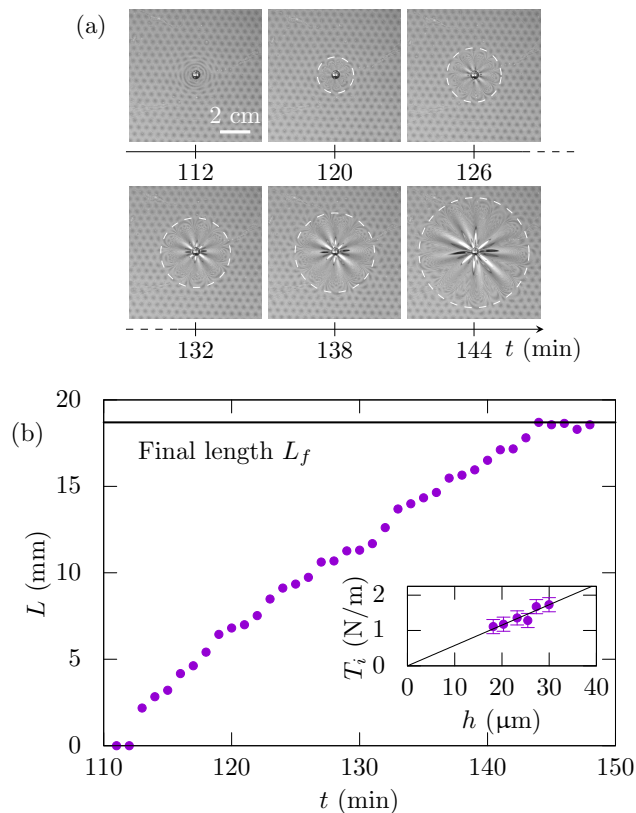 (a)
2 cm
112 120 126
132 138 144 t (min)
(b)
20
15
10
5
0
L (mm)
Final length L_f
110 120 130 140 150
t (min)
2
1
0
T_i (N/m)
0 10 20 30 40
h (μm)